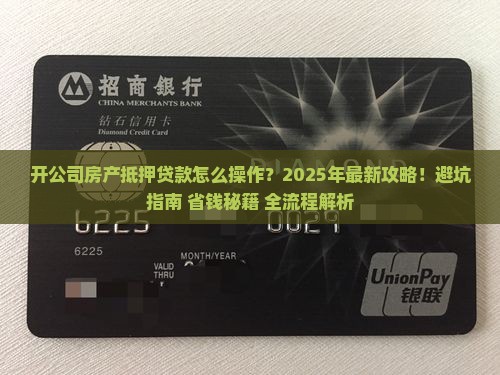 招商銀行
CHINA MERCHANTS BANK
钻石信用卡
Diamond Credit Card
开公司房产抵押贷款怎么操作？2025年最新攻略！避坑
指南 省钱秘籍 全流程解析
6225 0029
6225
MONTH/YEAR
VALID
THRU
UnionPay
银联